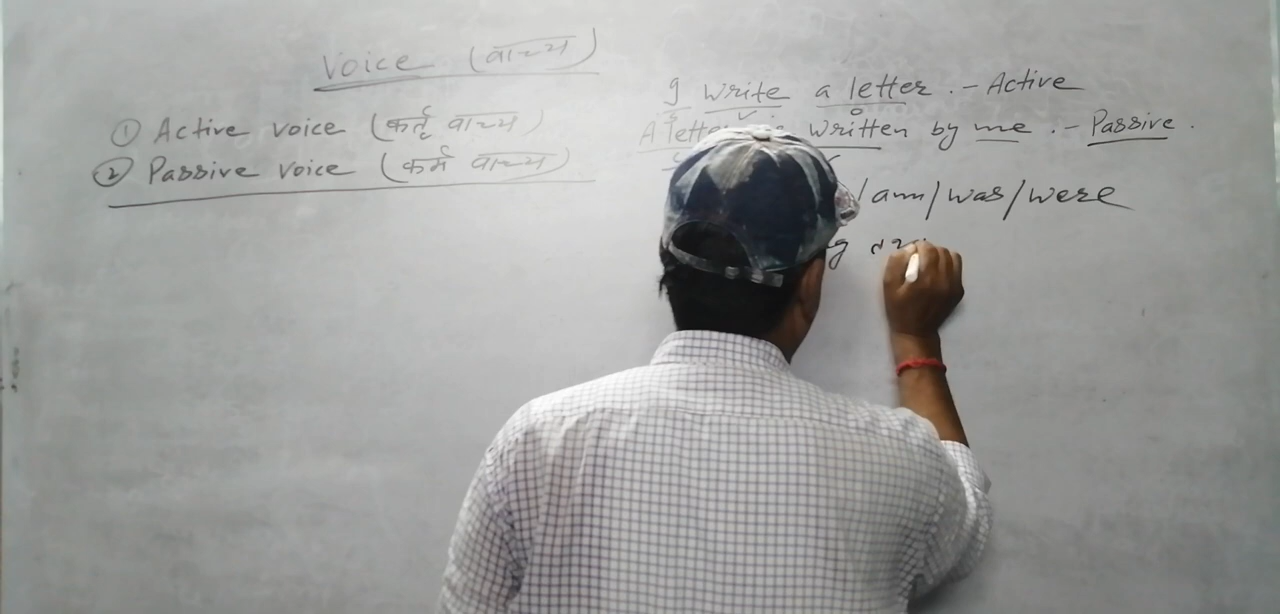 Voice (वाच्य)
① Active voice (कर्तृ वाच्य)
② Passive voice (कर्म वाच्य)
I write a letter. - Active
S V O
A letter written by me. - Passive.
/am/was/were